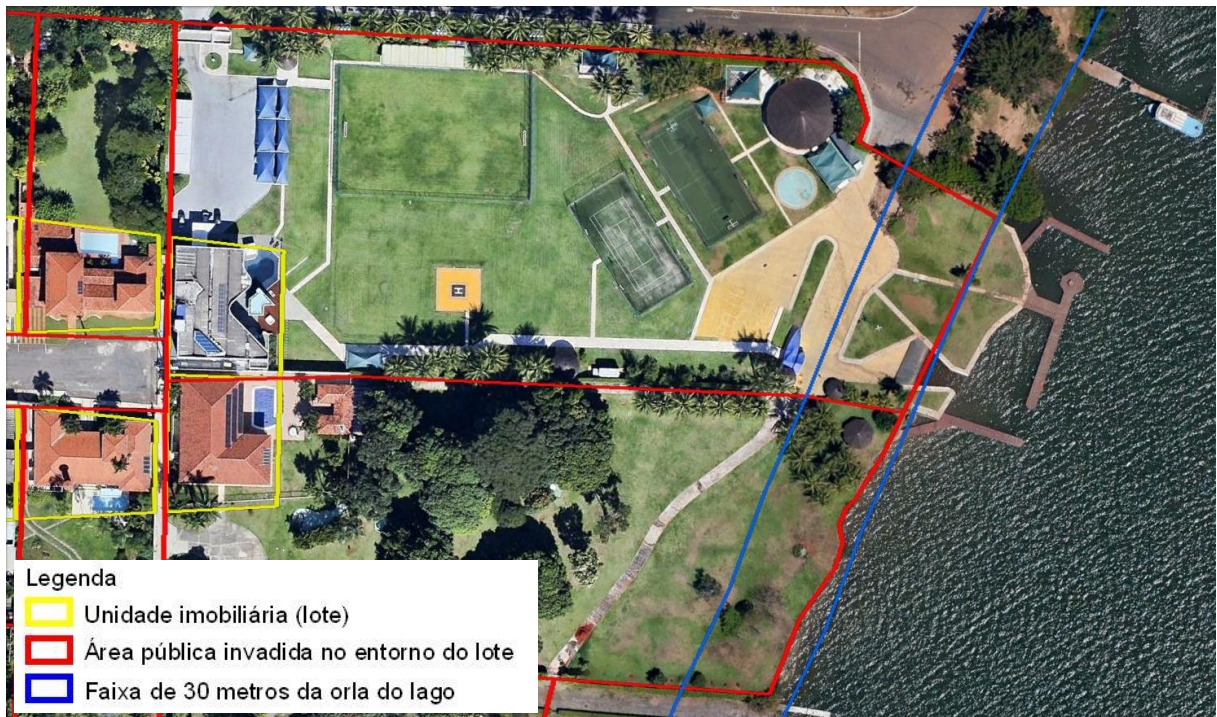 H
Legenda
Unidade imobiliária (lote)
Área pública invadida no entorno do lote
Faixa de 30 metros da orla do lago